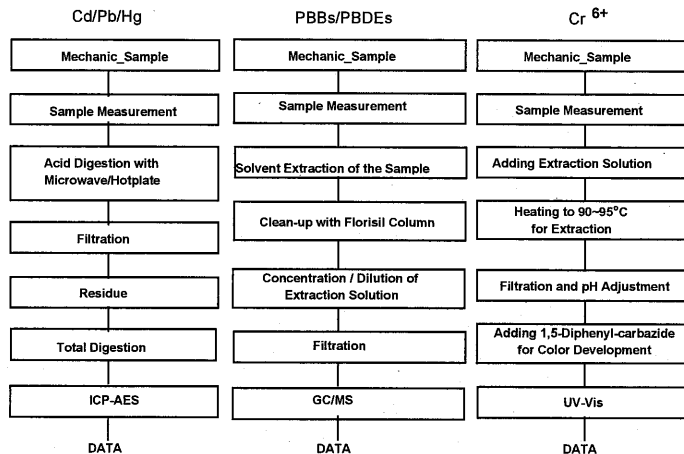 Cd/Pb/Hg
Mechanic_Sample
Sample Measurement
Acid Digestion with
Microwave/Hotplate
Filtration
Residue
Total Digestion
ICP-AES
DATA
PBBs/PBDEs
Mechanic_Sample
Sample Measurement
Solvent Extraction of the Sample
Clean-up with Florisil Column
Concentration / Dilution of
Extraction Solution
Filtration
GC/MS
DATA
Cr 6+
Mechanic_Sample
Sample Measurement
Adding Extraction Solution
Heating to 90~95°C
for Extraction
Filtration and pH Adjustment
Adding 1,5-Diphenyl-carbazide
for Color Development
UV-Vis
DATA